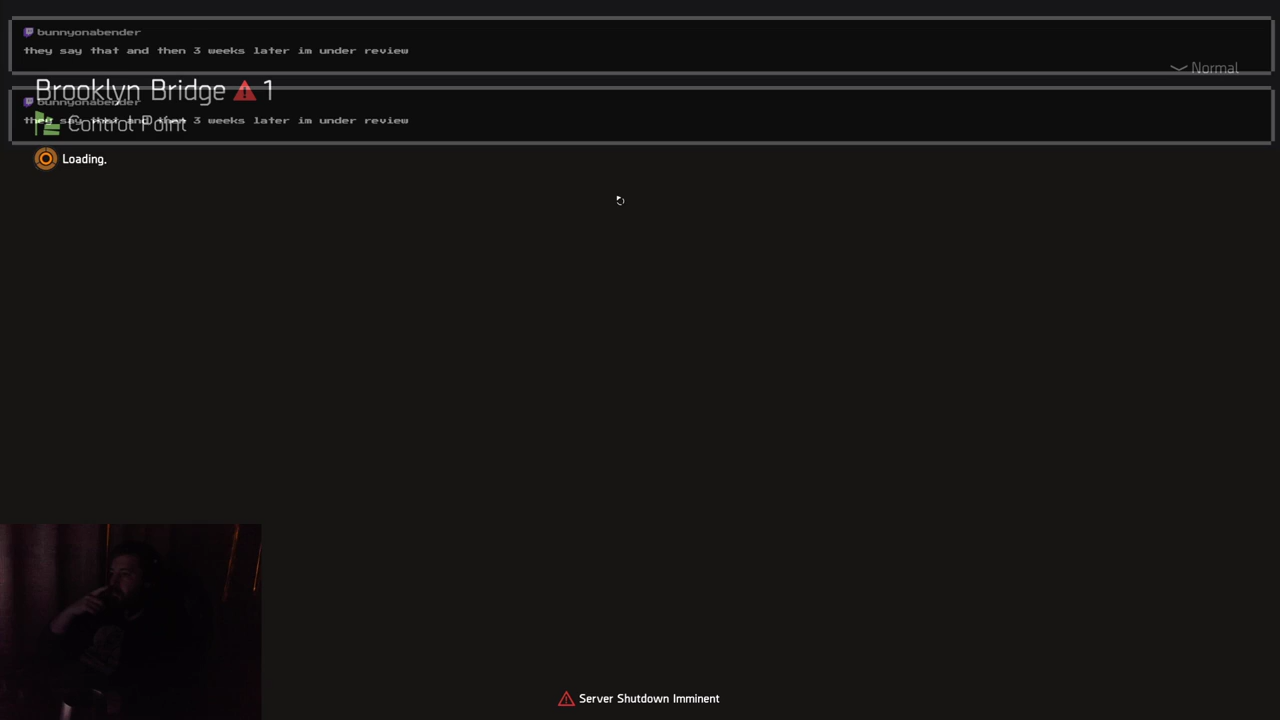 bunnyonabender
they say that and then 3 weeks later im under review
Normal
Brooklyn Bridge 1
bunnyonabender
they say that and then 3 weeks later im under review
Control Point
Loading.
Server Shutdown Imminent